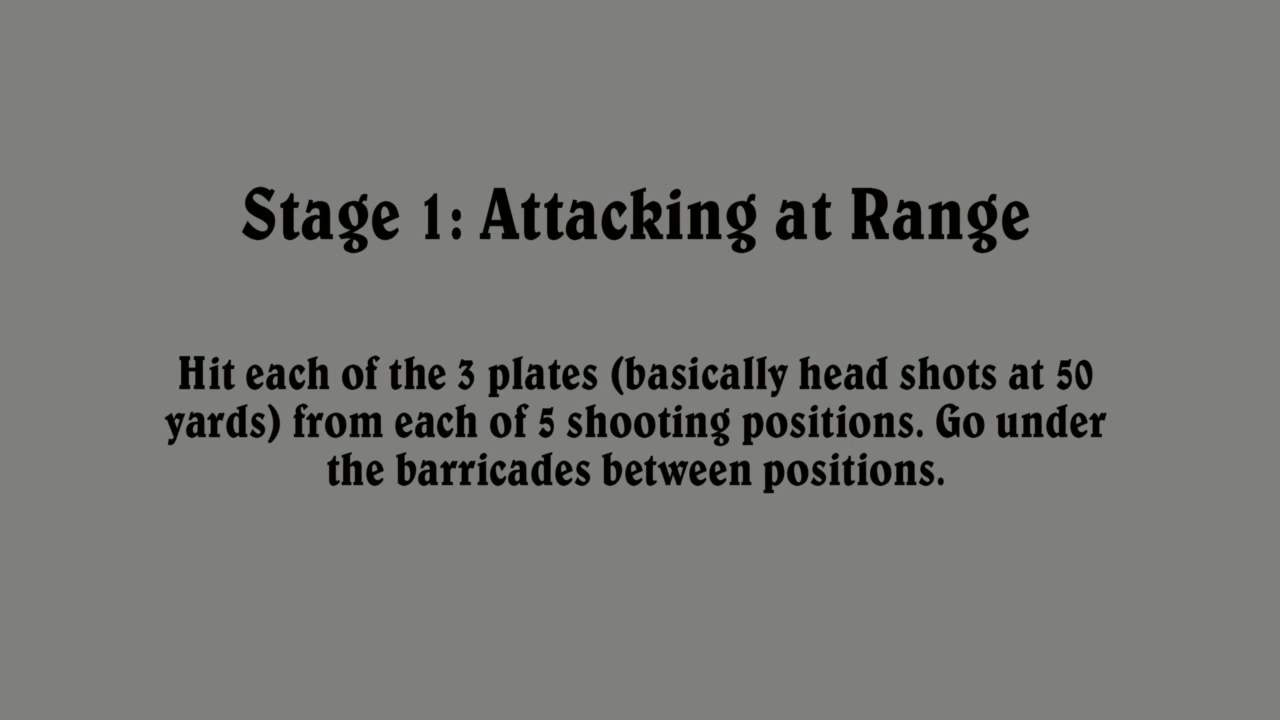 Stage 1: Attacking at Range
Hit each of the 3 plates (basically head shots at 50
yards) from each of 5 shooting positions. Go under
the barricades between positions.